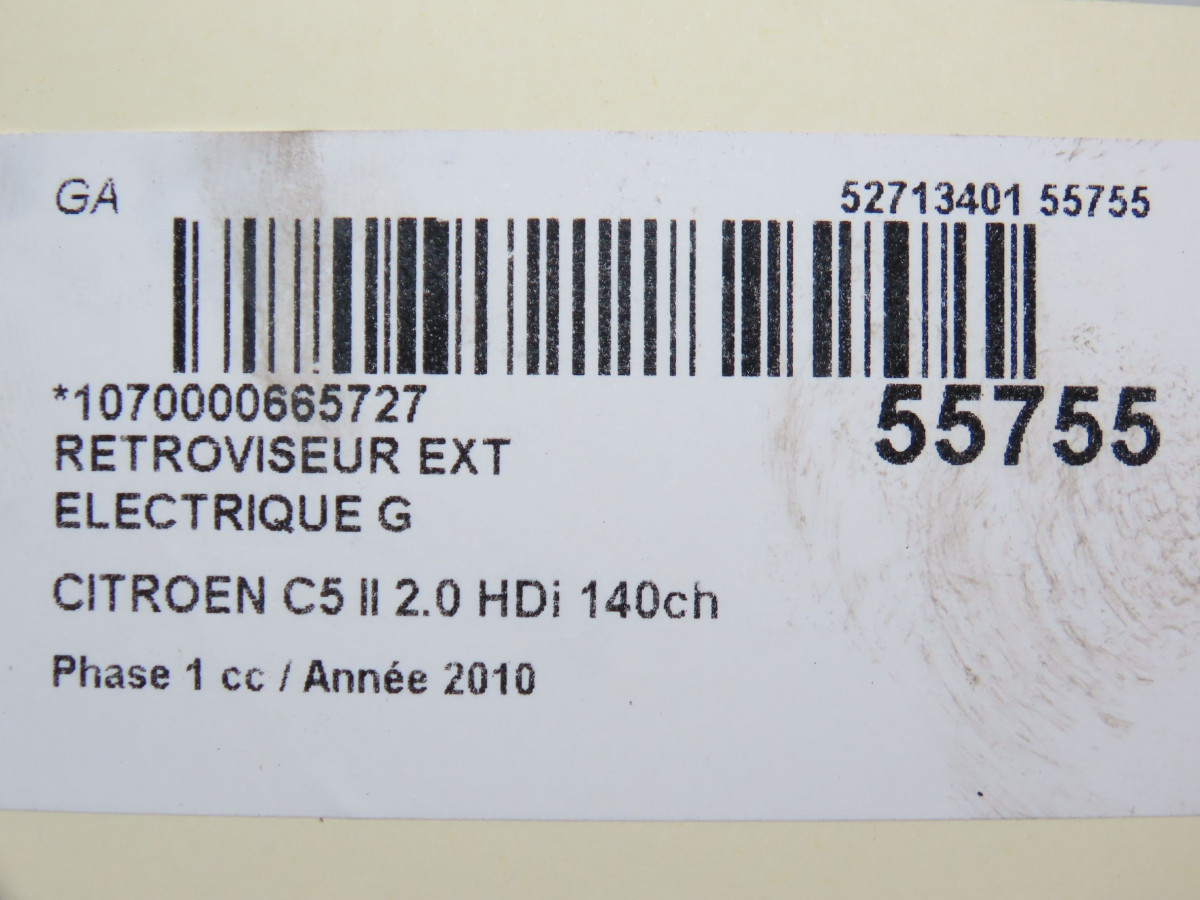 GA
52713401 55755
*1070000665727
55755
RETROVISEUR EXT
ELECTRIQUE G
CITROEN C5 II 2.0 HDi 140ch
Phase 1 cc / Année 2010